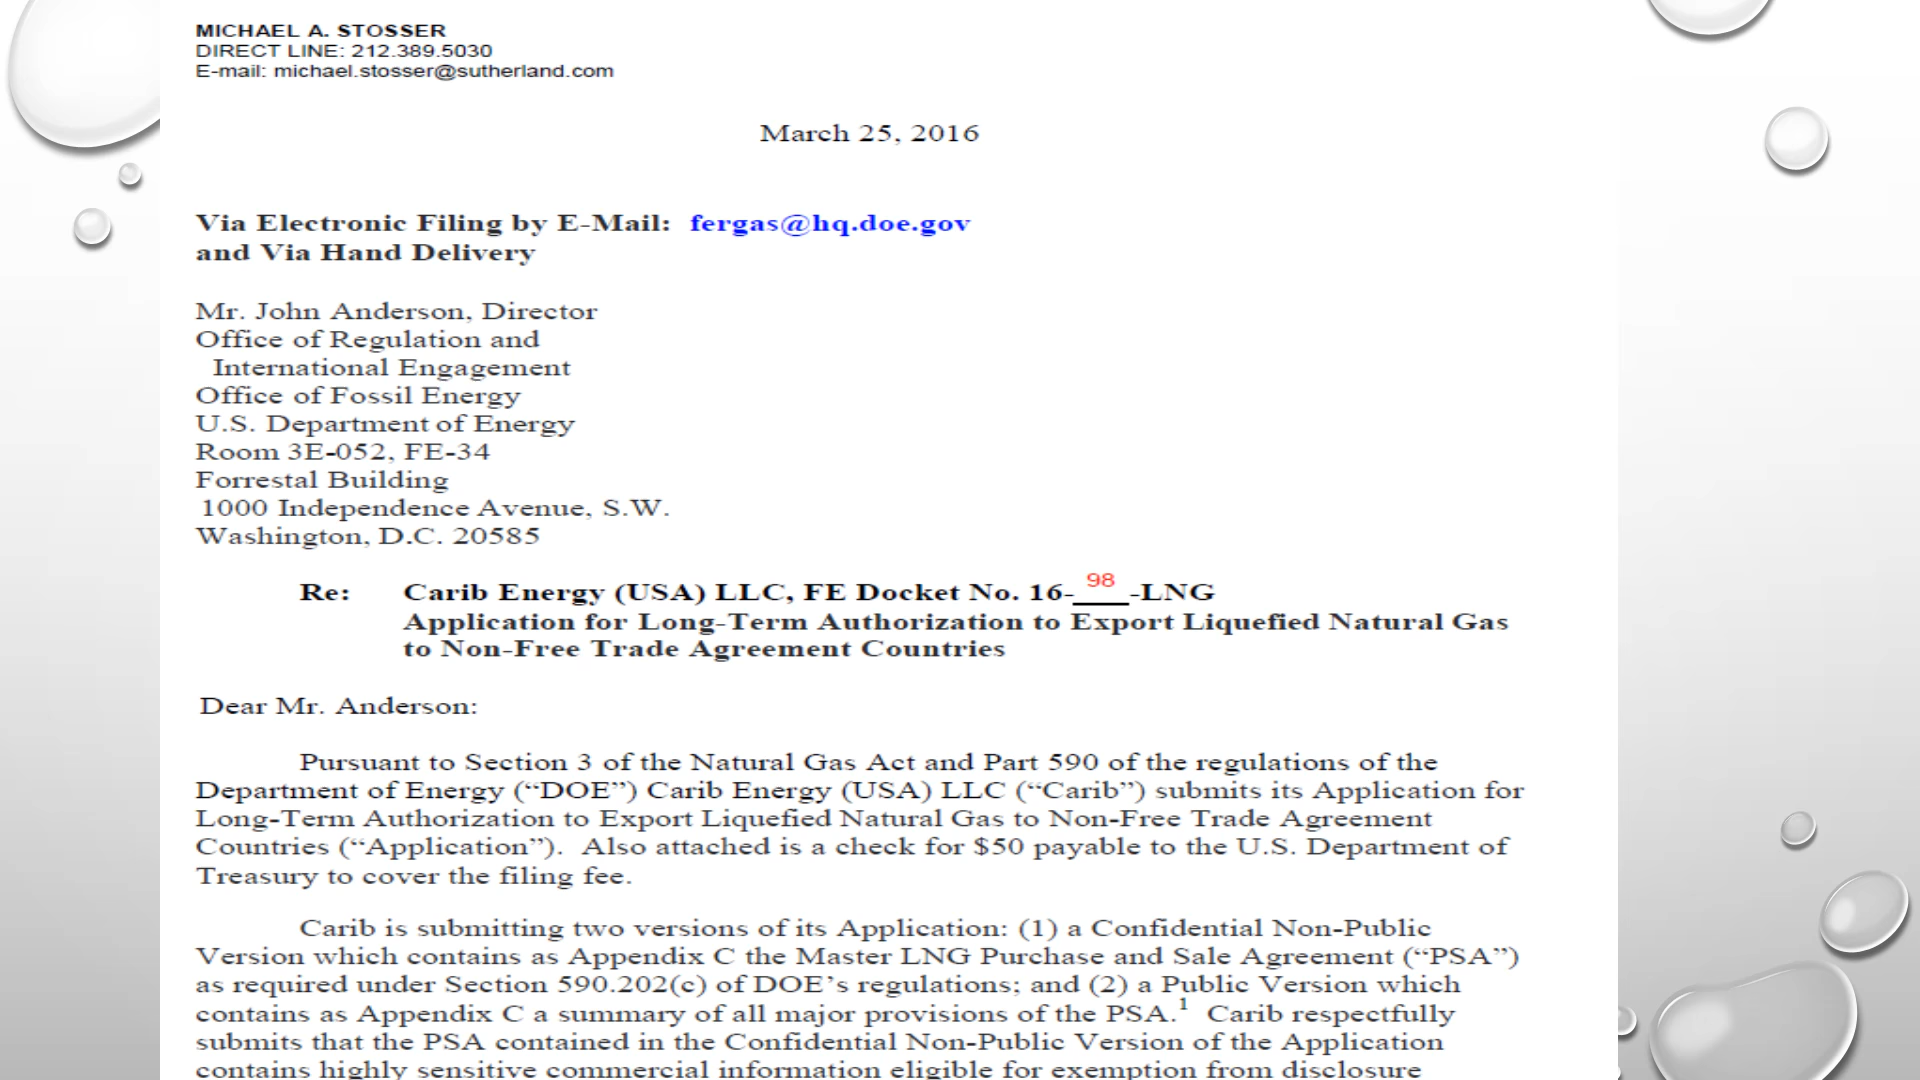 MICHAEL A. STOSSER
DIRECT LINE: 212.389.5030
E-mail: michael.stosser@sutherland.com
March 25, 2016
Via Electronic Filing by E-Mail: fergas@hq.doe.gov
and Via Hand Delivery
Mr. John Anderson, Director
Office of Regulation and
International Engagement
Office of Fossil Energy
U.S. Department of Energy
Room 3E-052, FE-34
Forrestal Building
1000 Independence Avenue, S.W.
Washington, D.C. 20585
Re: Carib Energy (USA) LLC, FE Docket No. 16-98-LNG
Application for Long-Term Authorization to Export Liquefied Natural Gas
to Non-Free Trade Agreement Countries
Dear Mr. Anderson:
Pursuant to Section 3 of the Natural Gas Act and Part 590 of the regulations of the
Department of Energy (“DOE”) Carib Energy (USA) LLC (“Carib”) submits its Application for
Long-Term Authorization to Export Liquefied Natural Gas to Non-Free Trade Agreement
Countries (“Application”). Also attached is a check for $50 payable to the U.S. Department of
Treasury to cover the filing fee.
Carib is submitting two versions of its Application: (1) a Confidential Non-Public
Version which contains as Appendix C the Master LNG Purchase and Sale Agreement (“PSA”)
as required under Section 590.202(c) of DOE’s regulations; and (2) a Public Version which
contains as Appendix C a summary of all major provisions of the PSA.1 Carib respectfully
submits that the PSA contained in the Confidential Non-Public Version of the Application
contains highly sensitive commercial information eligible for exemption from disclosure